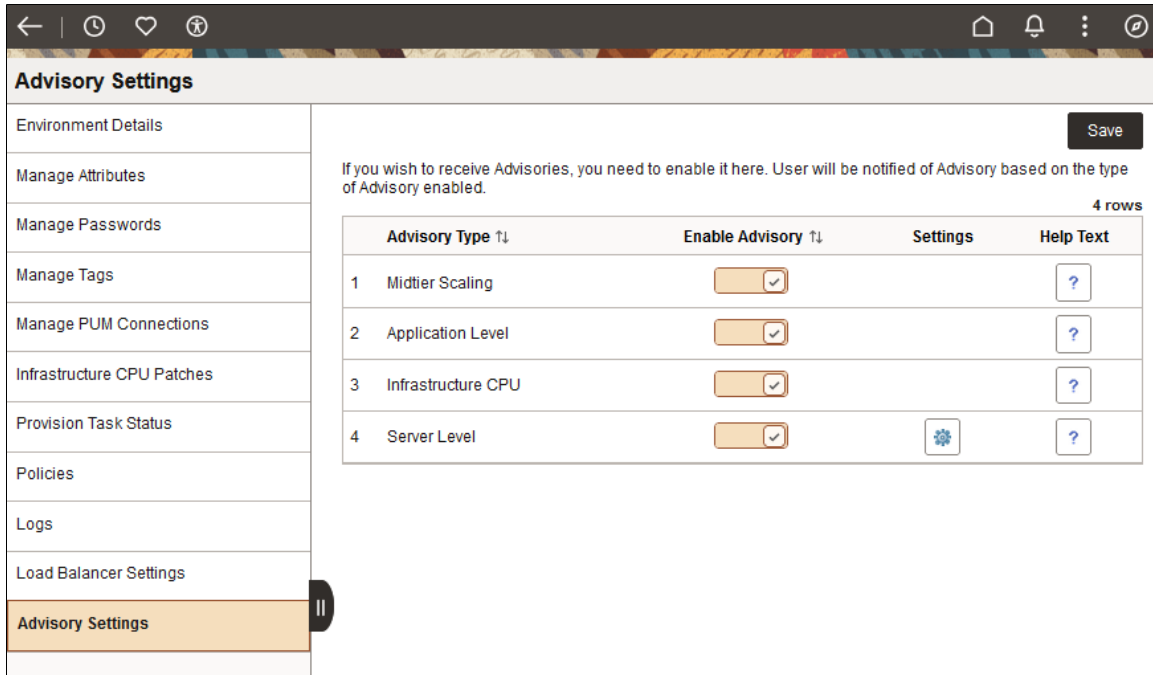 Advisory Settings
Environment Details
Manage Attributes
Manage Passwords
Manage Tags
Manage PUM Connections
Infrastructure CPU Patches
Provision Task Status
Policies
Logs
Load Balancer Settings
Advisory Settings
Save
If you wish to receive Advisories, you need to enable it here. User will be notified of Advisory based on the type
of Advisory enabled.
4 rows
Advisory Type Enable Advisory Settings Help Text
1 Midtier Scaling ?
2 Application Level ?
3 Infrastructure CPU ?
4 Server Level ?